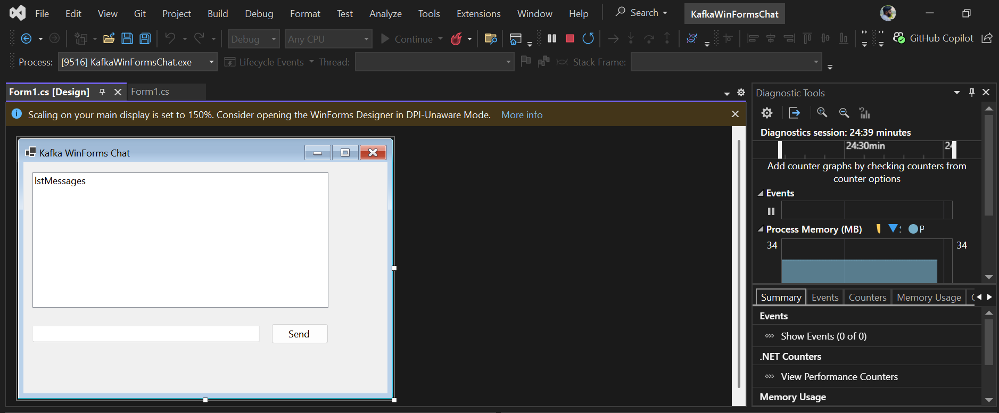 File Edit View Git Project Build Debug Format Test Analyze Tools Extensions Window Help Search KafkaWinFormsChat
Debug Any CPU Continue GitHub Copilot
Process: [9516] KafkaWinFormsChat.exe Lifecycle Events Thread: Stack Frame:
Form1.cs [Design] Form1.cs
Scaling on your main display is set to 150%. Consider opening the WinForms Designer in DPI-Unaware Mode. More info
Kafka WinForms Chat
lstMessages
Send
Diagnostic Tools
Diagnostics session: 24:39 minutes
24:30min 24
Add counter graphs by checking counters from
counter options
Events
Process Memory (MB) P
34 34
Summary Events Counters Memory Usage
Events
Show Events (0 of 0)
.NET Counters
View Performance Counters
Memory Usage